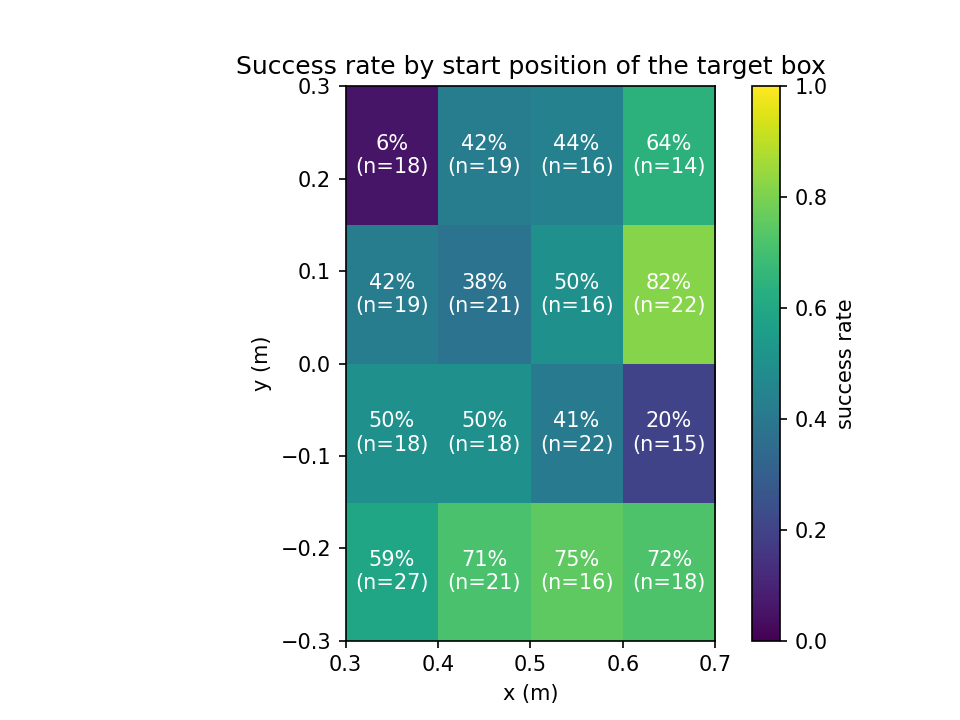 Success rate by start position of the target box
0.3
0.2
0.1
0.0
−0.1
−0.2
−0.3
y (m)
6%
(n=18)
42%
(n=19)
44%
(n=16)
64%
(n=14)
42%
(n=19)
38%
(n=21)
50%
(n=16)
82%
(n=22)
50%
(n=18)
50%
(n=18)
41%
(n=22)
20%
(n=15)
59%
(n=27)
71%
(n=21)
75%
(n=16)
72%
(n=18)
0.3
0.4
0.5
0.6
0.7
x (m)
1.0
0.8
0.6
0.4
0.2
0.0
success rate